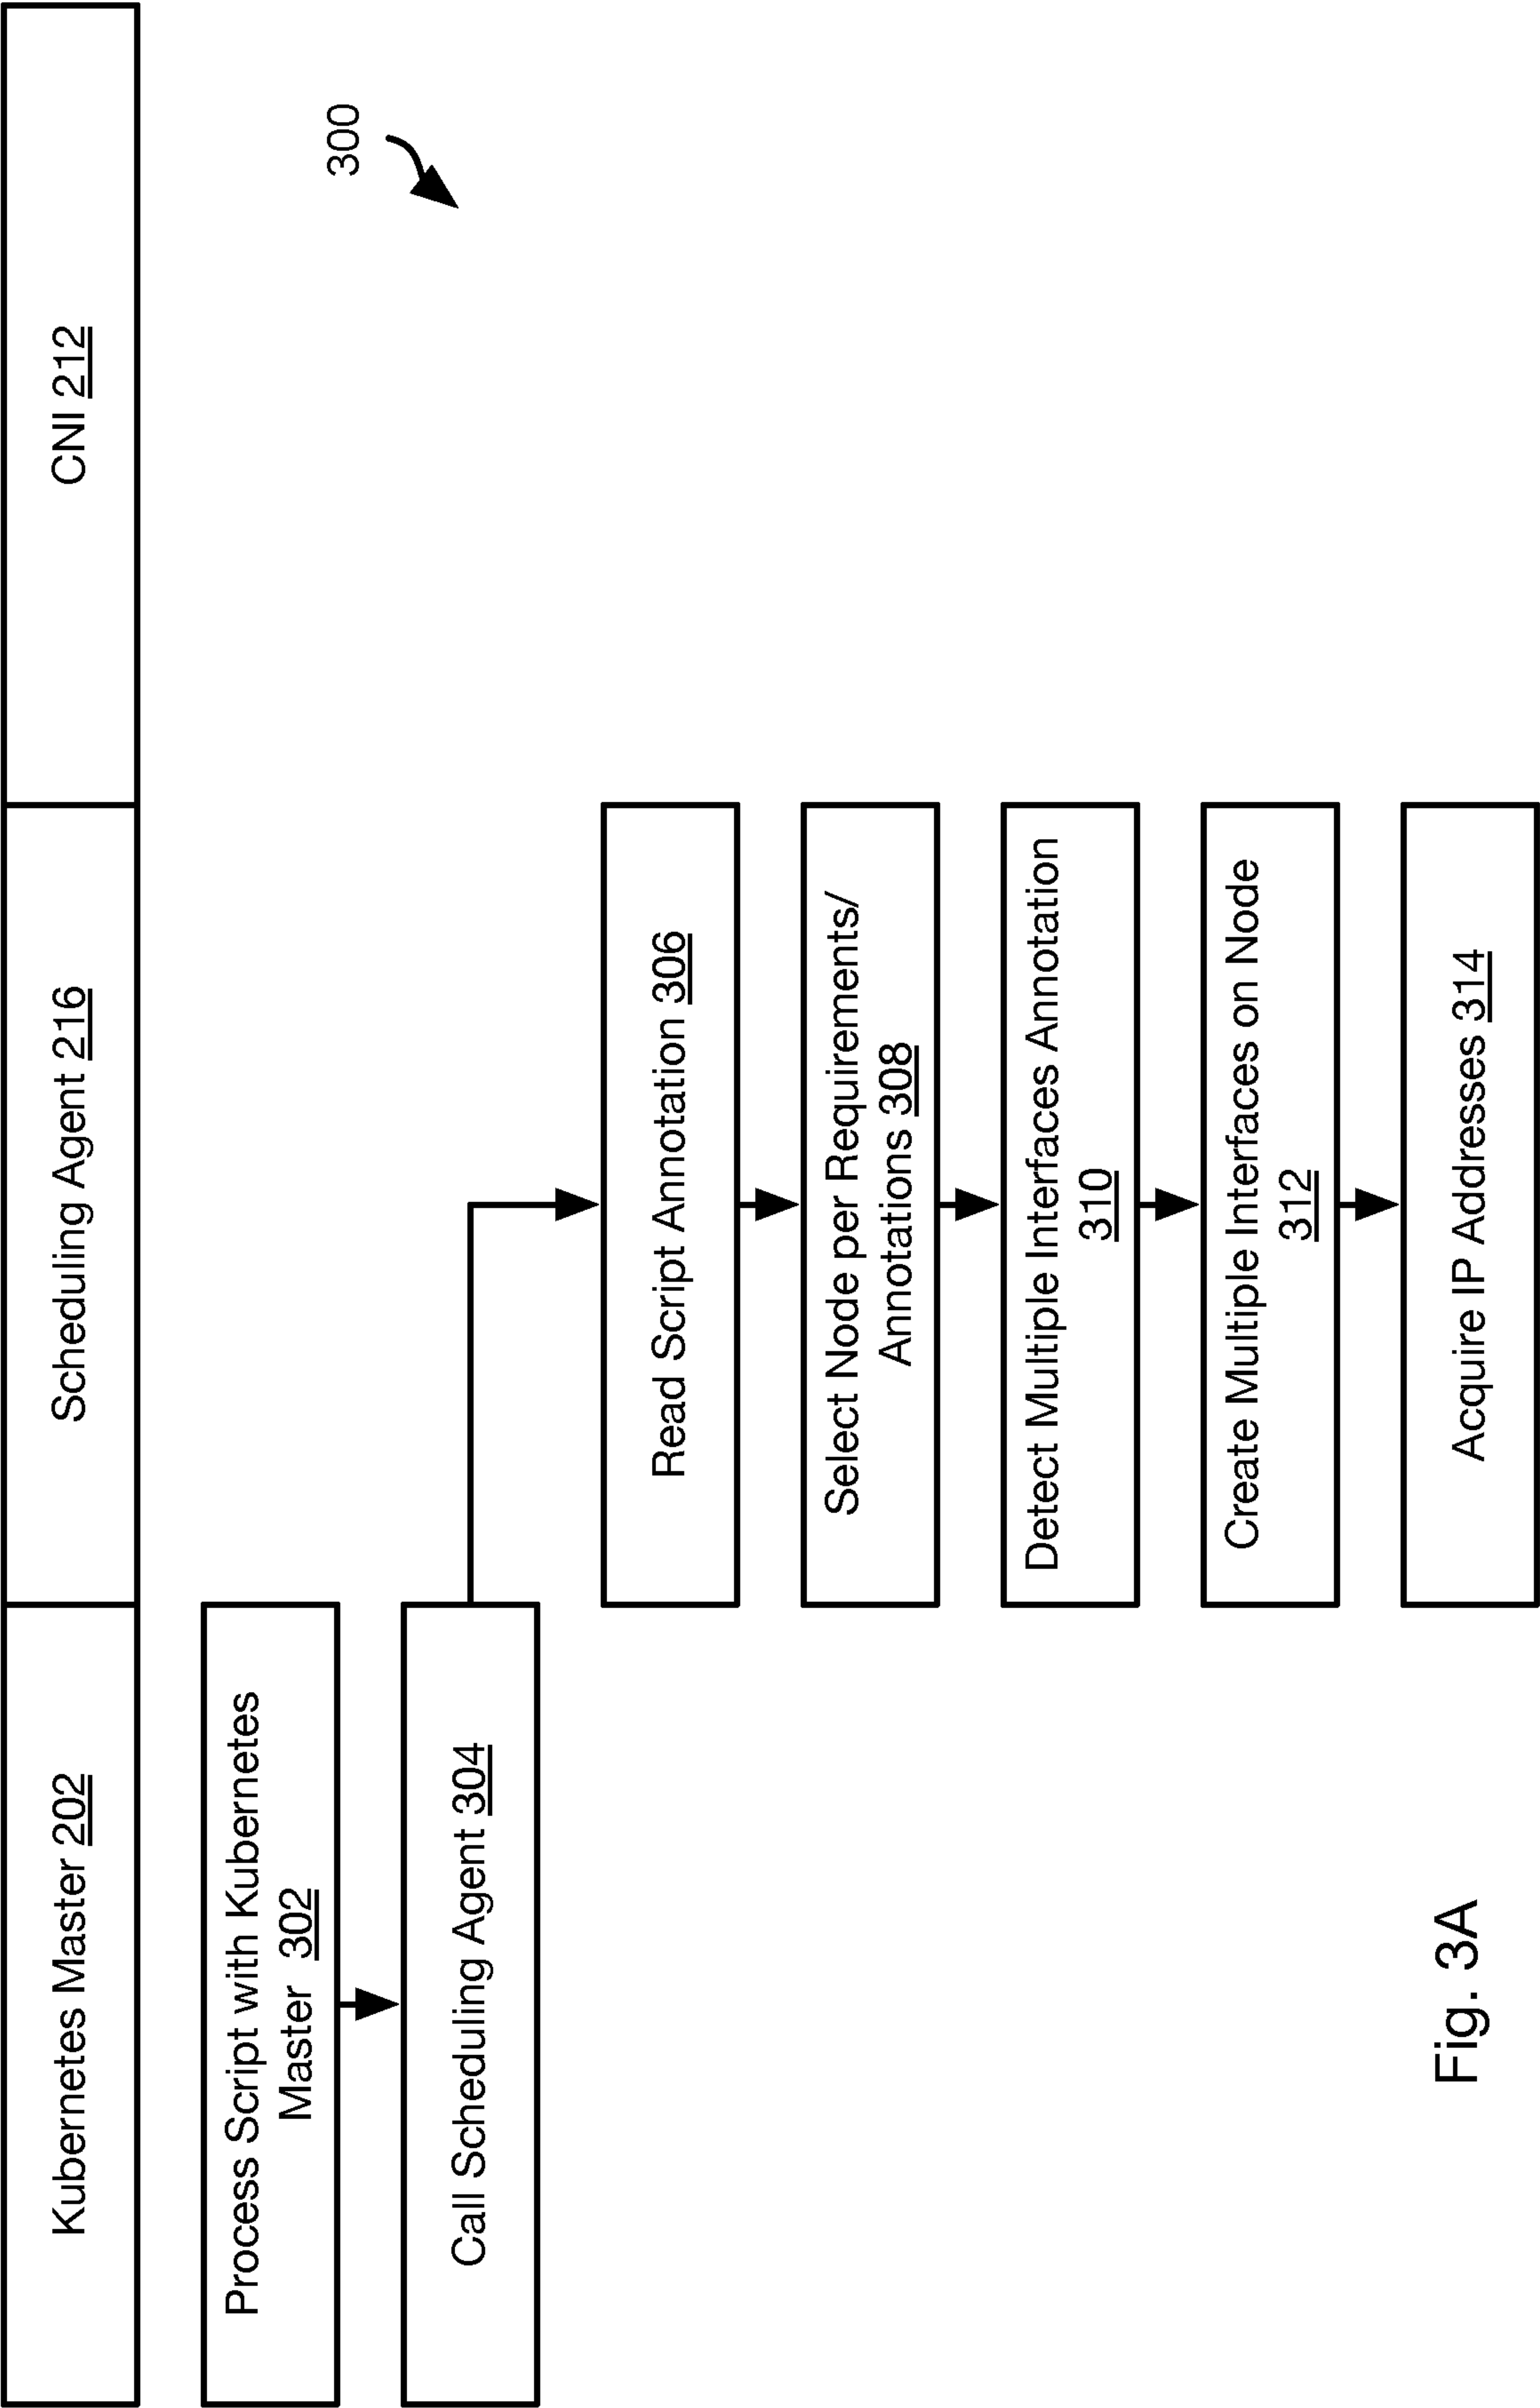 Kubernetes Master 202
Scheduling Agent 216
CNI 212
300
Process Script with Kubernetes
Master 302
Call Scheduling Agent 304
Read Script Annotation 306
Select Node per Requirements/
Annotations 308
Detect Multiple Interfaces Annotation
310
Create Multiple Interfaces on Node
312
Acquire IP Addresses 314
Fig. 3A